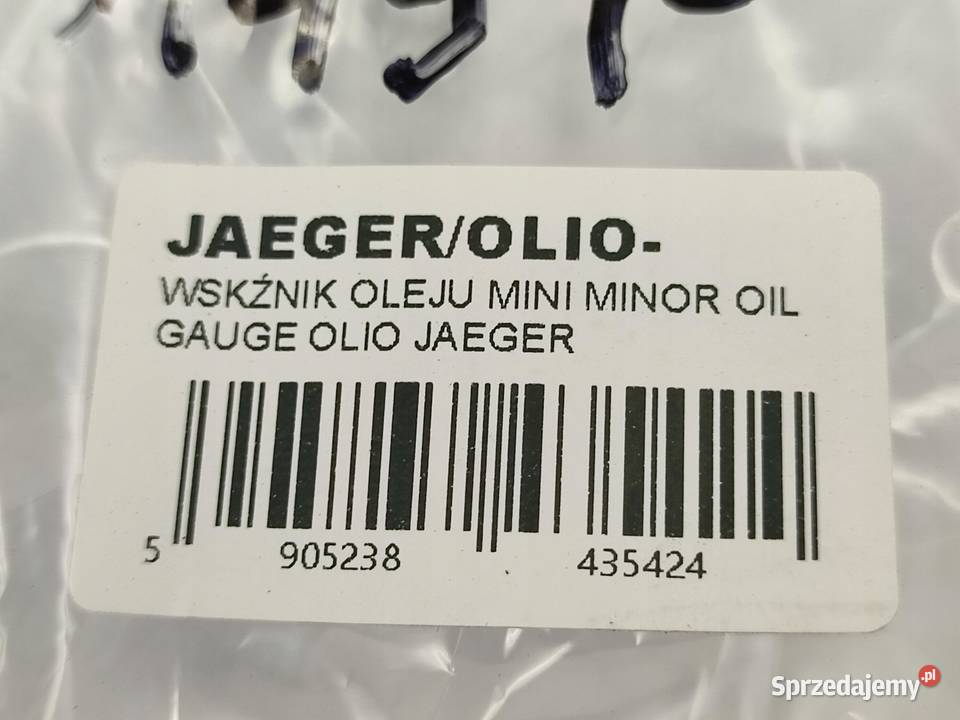 JAEGER/OLIO-
WSKŹNIK OLEJU MINI MINOR OIL
GAUGE OLIO JAEGER
5 905238 435424
Sprzedajemy.pl